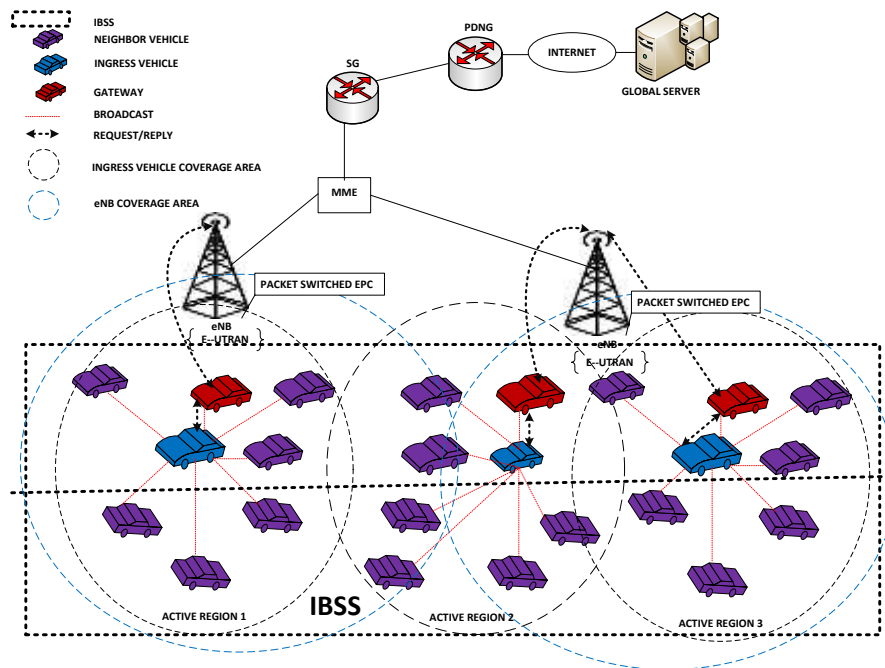 IBSS
NEIGHBOR VEHICLE
INGRESS VEHICLE
GATEWAY
BROADCAST
REQUEST/REPLY
INGRESS VEHICLE COVERAGE AREA
eNB COVERAGE AREA
PDNG
SG
INTERNET
GLOBAL SERVER
MME
PACKET SWITCHED EPC
eNB
E--UTRAN
PACKET SWITCHED EPC
eNB
E--UTRAN
ACTIVE REGION 1
IBSS
ACTIVE REGION 2
ACTIVE REGION 3